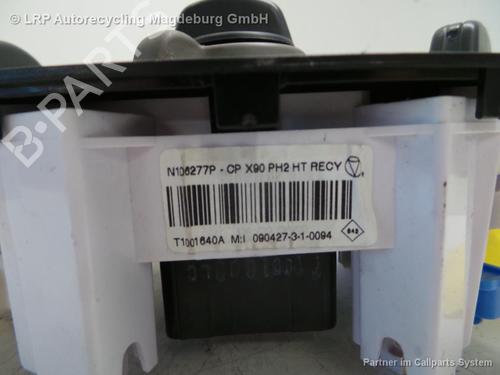 LRP Autorecycling Magdeburg GmbH
B-PARTS
N106277P - CP X90 PH2 HT RECY
T1001640A M:I 090427-3-1-0094
842
Partner im Callparts System